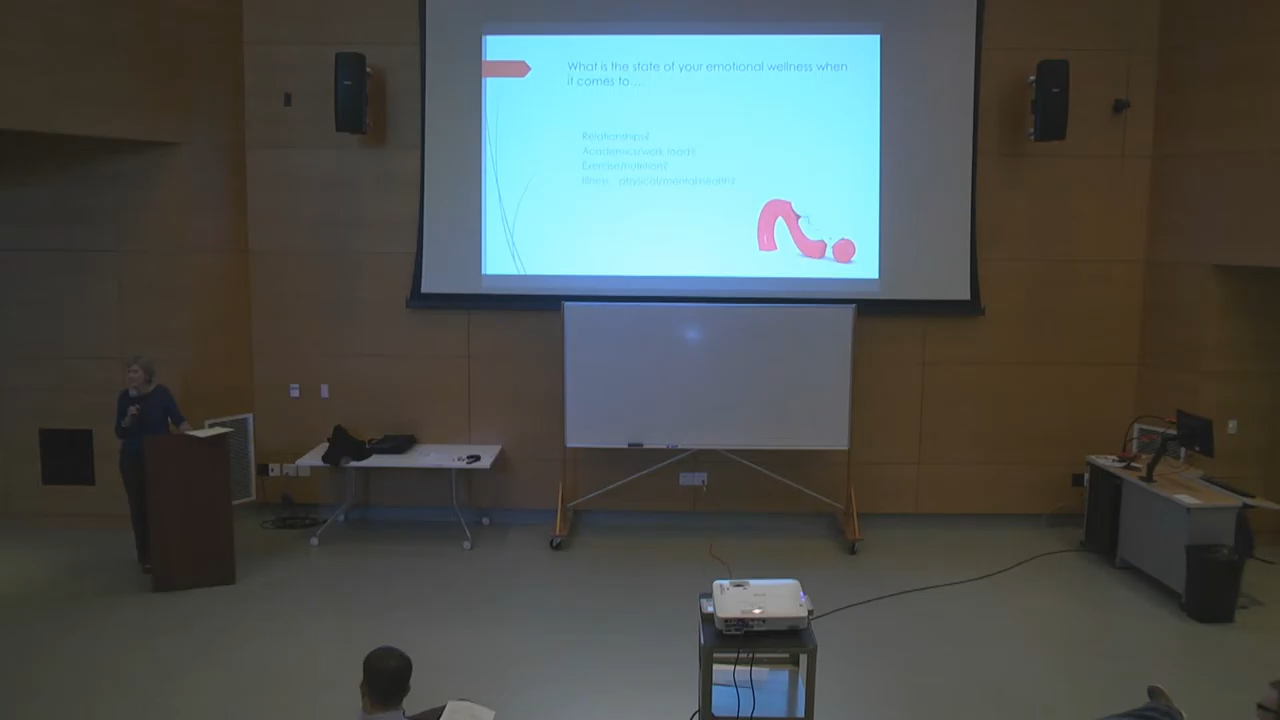 What is the state of your emotional wellness when
it comes to....
Relationships?
Academics/work load?
Exercise/nutrition?
Illness: physical/mental health?